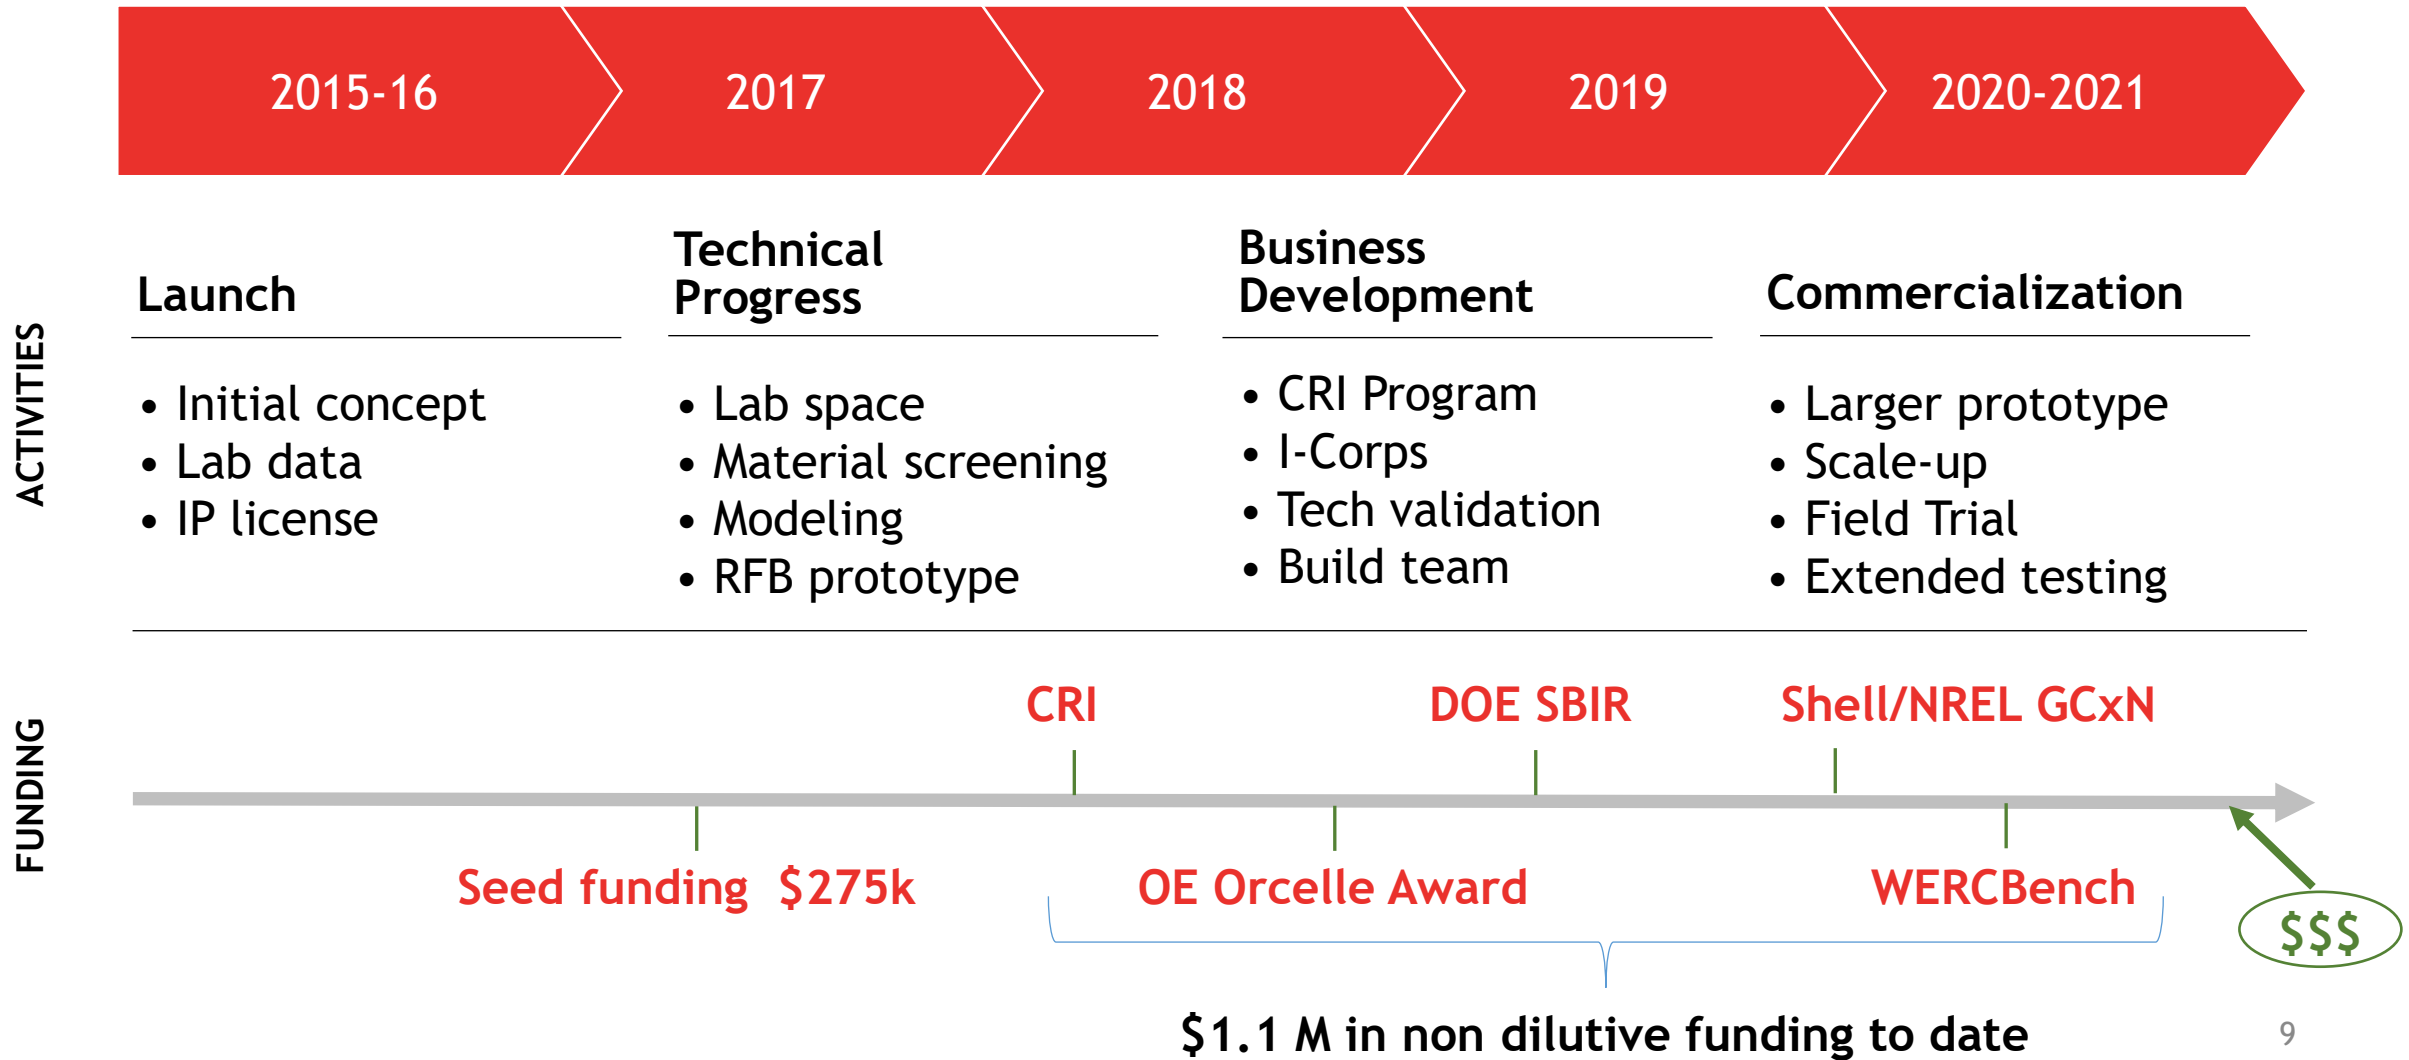 2015-16
2017
2018
2019
2020-2021
ACTIVITIES
Launch
• Initial concept
• Lab data
• IP license
Technical
Progress
• Lab space
• Material screening
• Modeling
• RFB prototype
Business
Development
• CRI Program
• I-Corps
• Tech validation
• Build team
Commercialization
• Larger prototype
• Scale-up
• Field Trial
• Extended testing
FUNDING
CRI
DOE SBIR
Shell/NREL GCxN
Seed funding $275k
OE Orcelle Award
WERCBench
$$$
$1.1 M in non dilutive funding to date
9